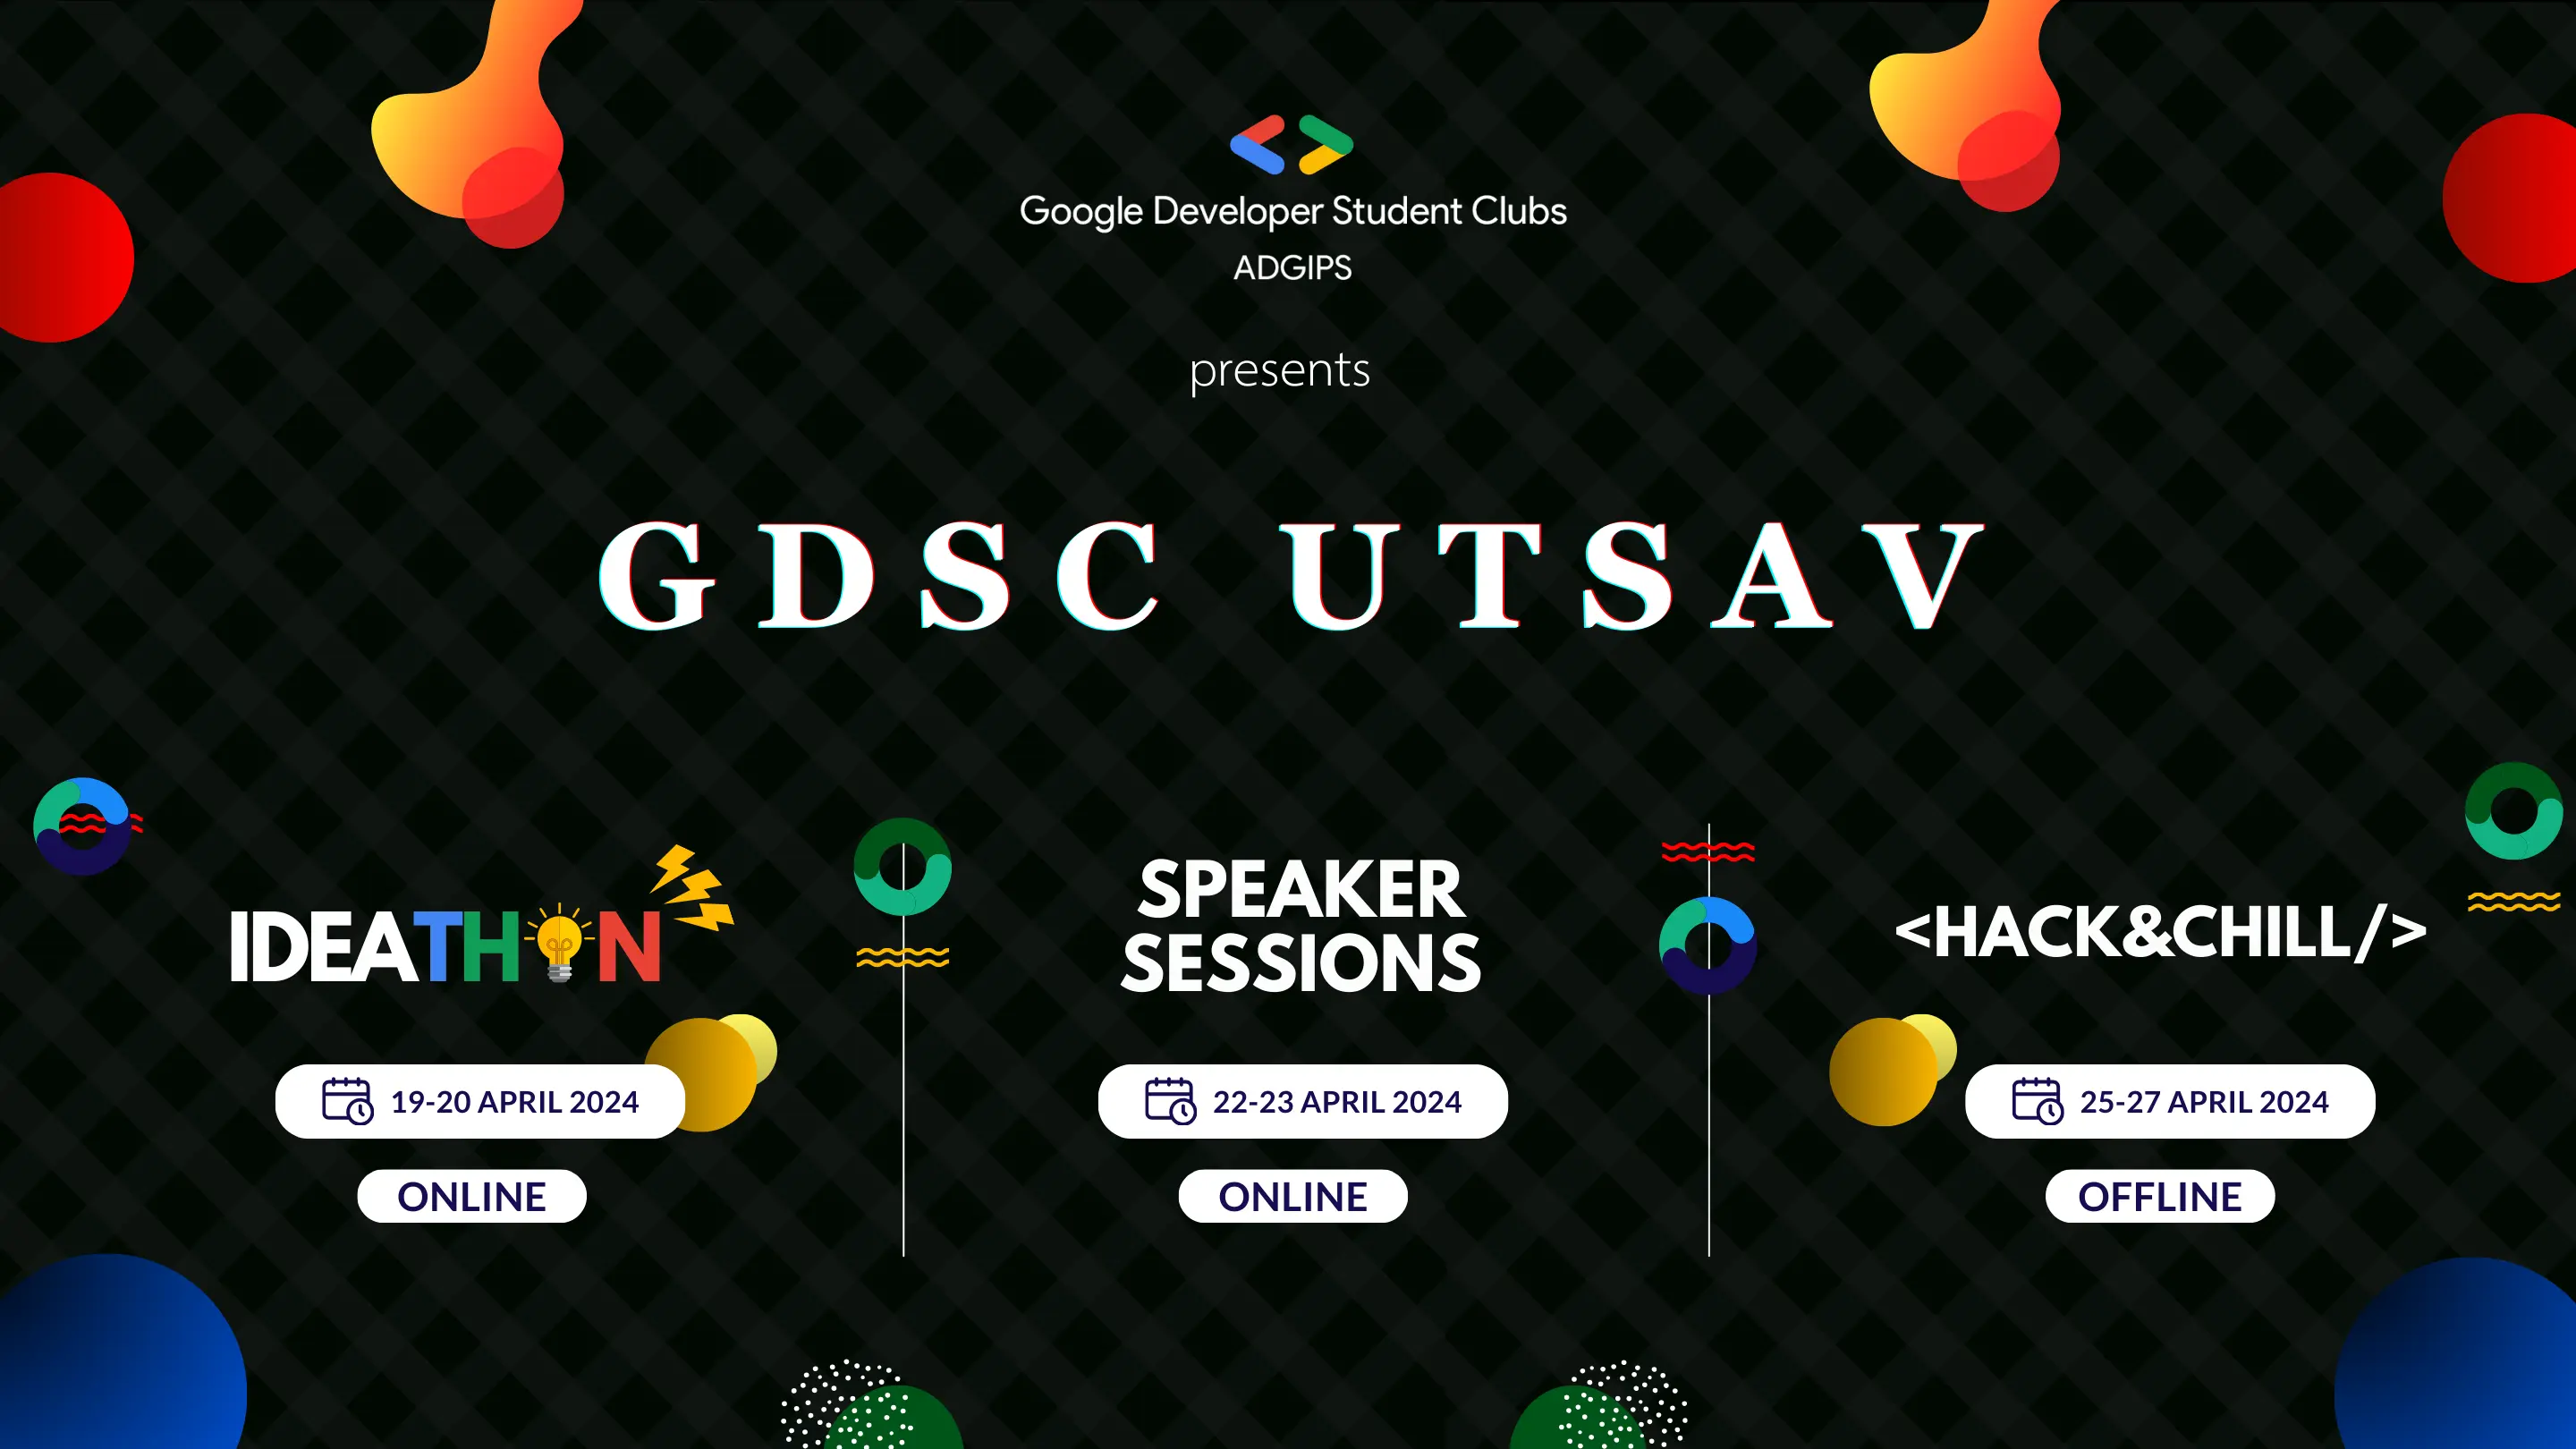 Google Developer Student Clubs
ADGIPS
presents
GDSC UTSAV
IDEATHON
19-20 APRIL 2024
ONLINE
SPEAKER
SESSIONS
22-23 APRIL 2024
ONLINE
<HACK&CHILL/>
25-27 APRIL 2024
OFFLINE